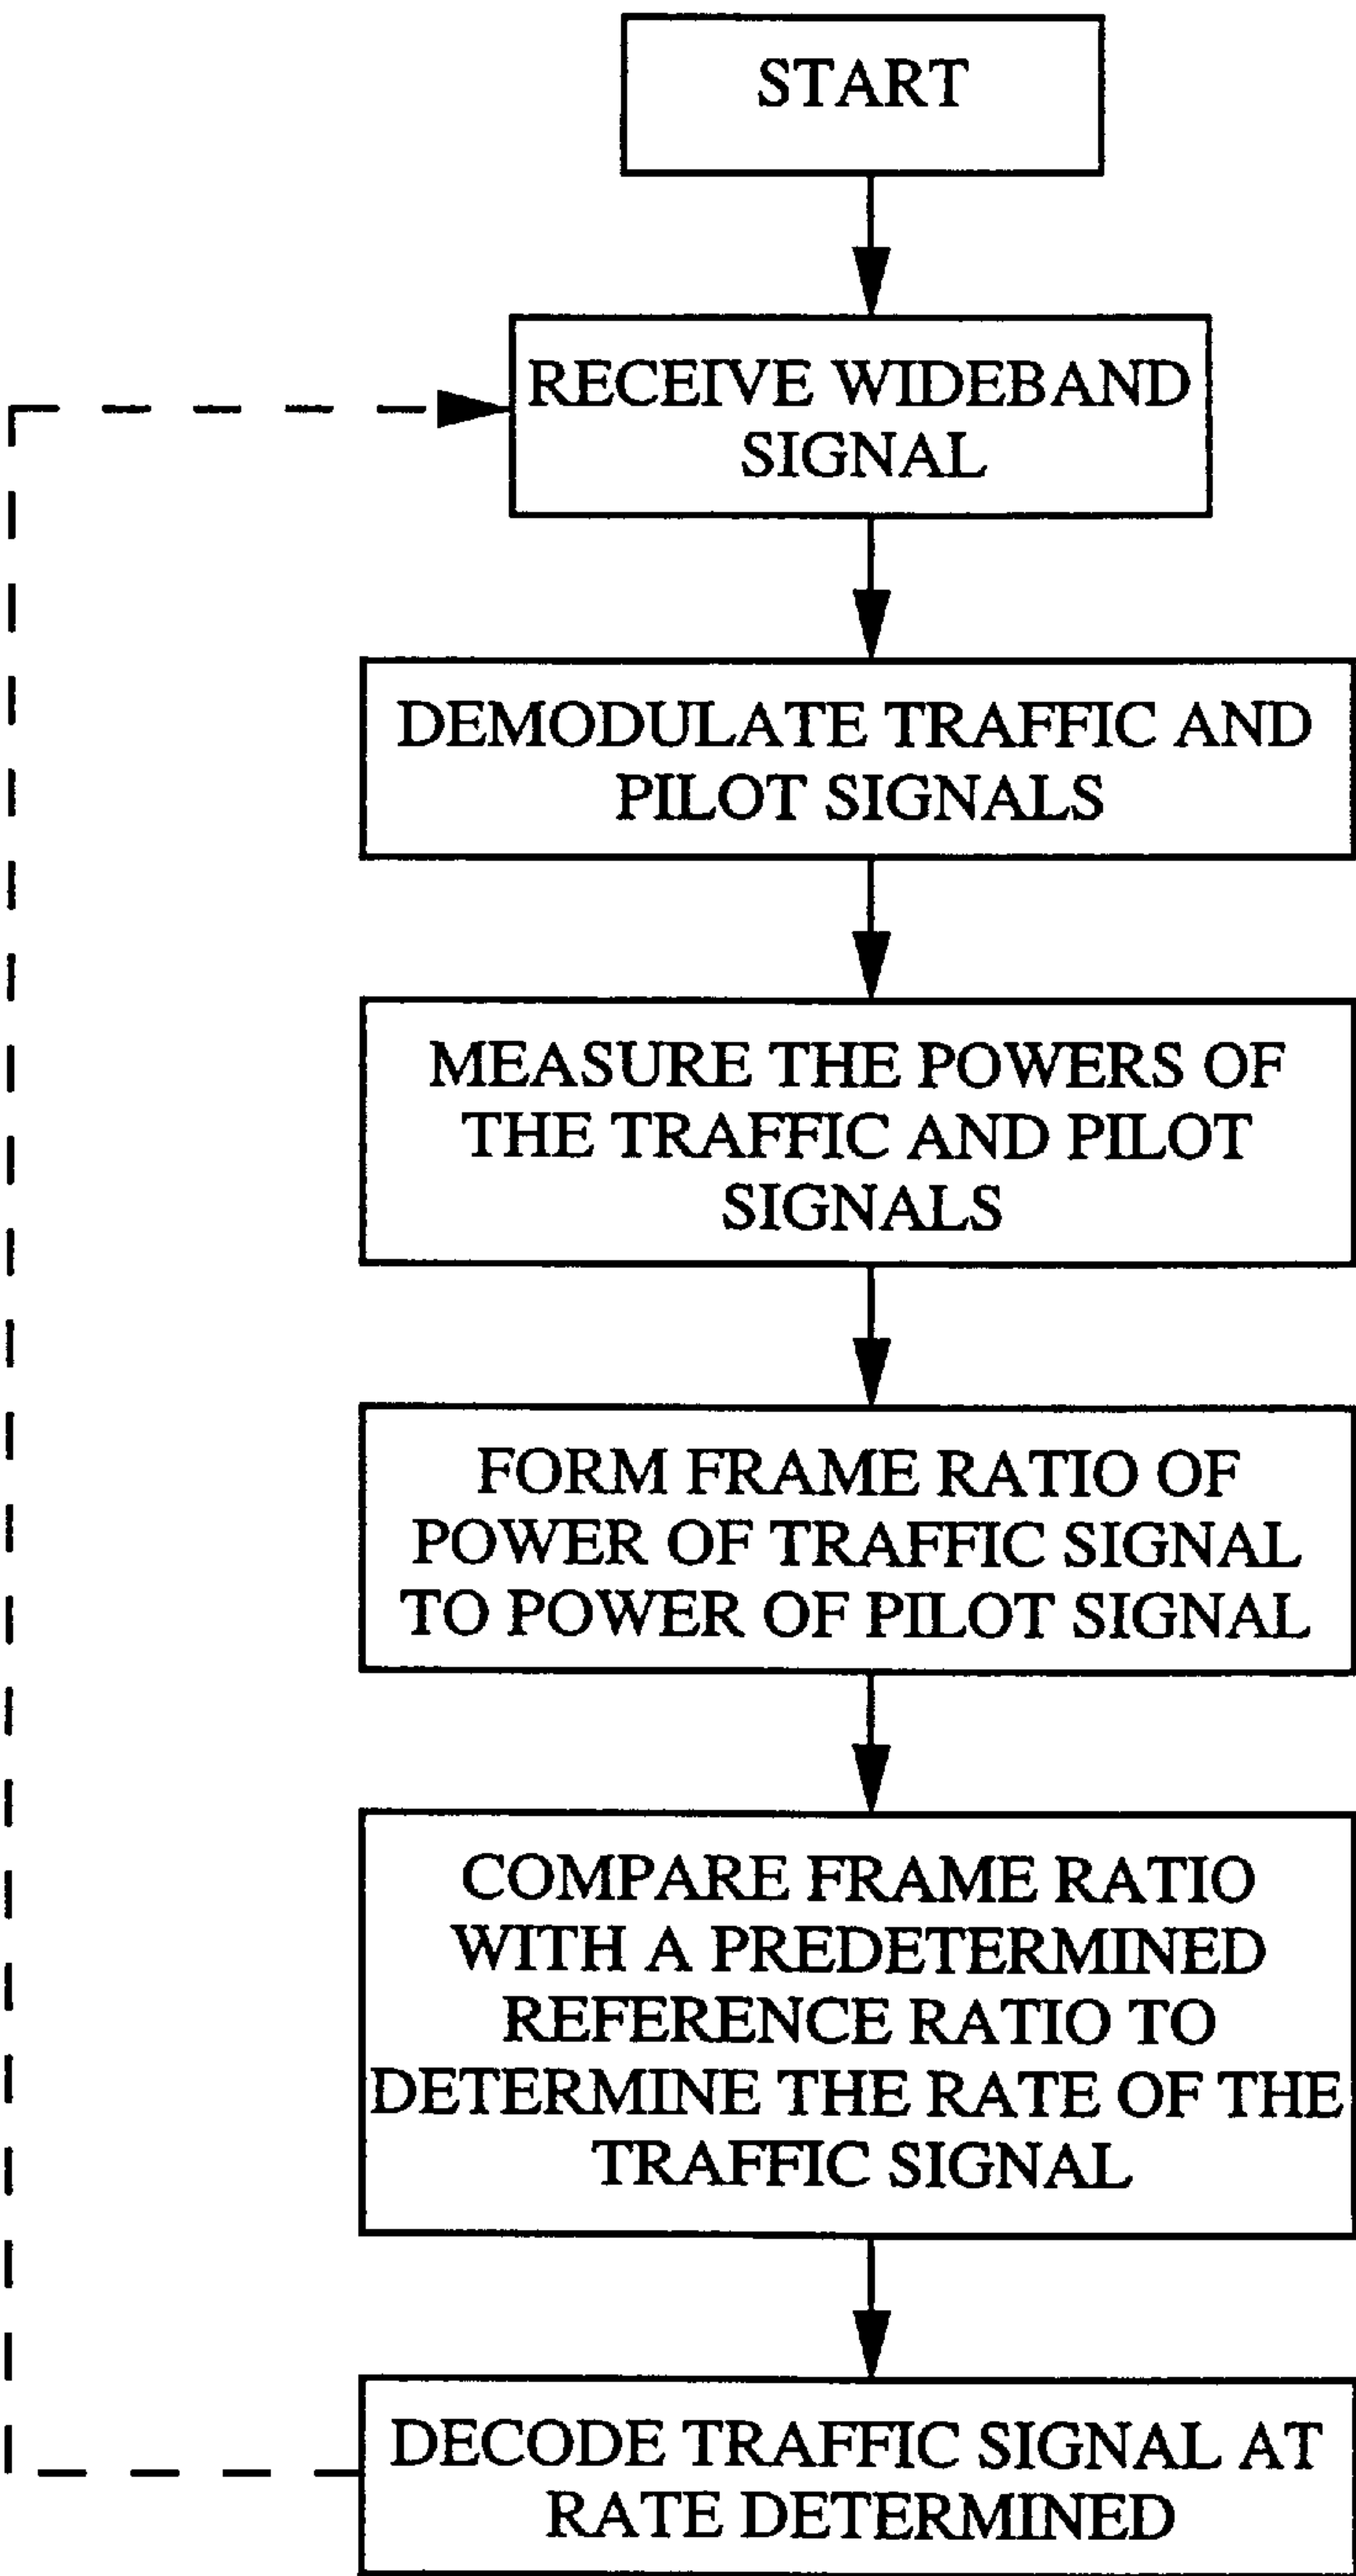 START
RECEIVE WIDEBAND
SIGNAL
DEMODULATE TRAFFIC AND
PILOT SIGNALS
MEASURE THE POWERS OF
THE TRAFFIC AND PILOT
SIGNALS
FORM FRAME RATIO OF
POWER OF TRAFFIC SIGNAL
TO POWER OF PILOT SIGNAL
COMPARE FRAME RATIO
WITH A PREDETERMINED
REFERENCE RATIO TO
DETERMINE THE RATE OF THE
TRAFFIC SIGNAL
DECODE TRAFFIC SIGNAL AT
RATE DETERMINED